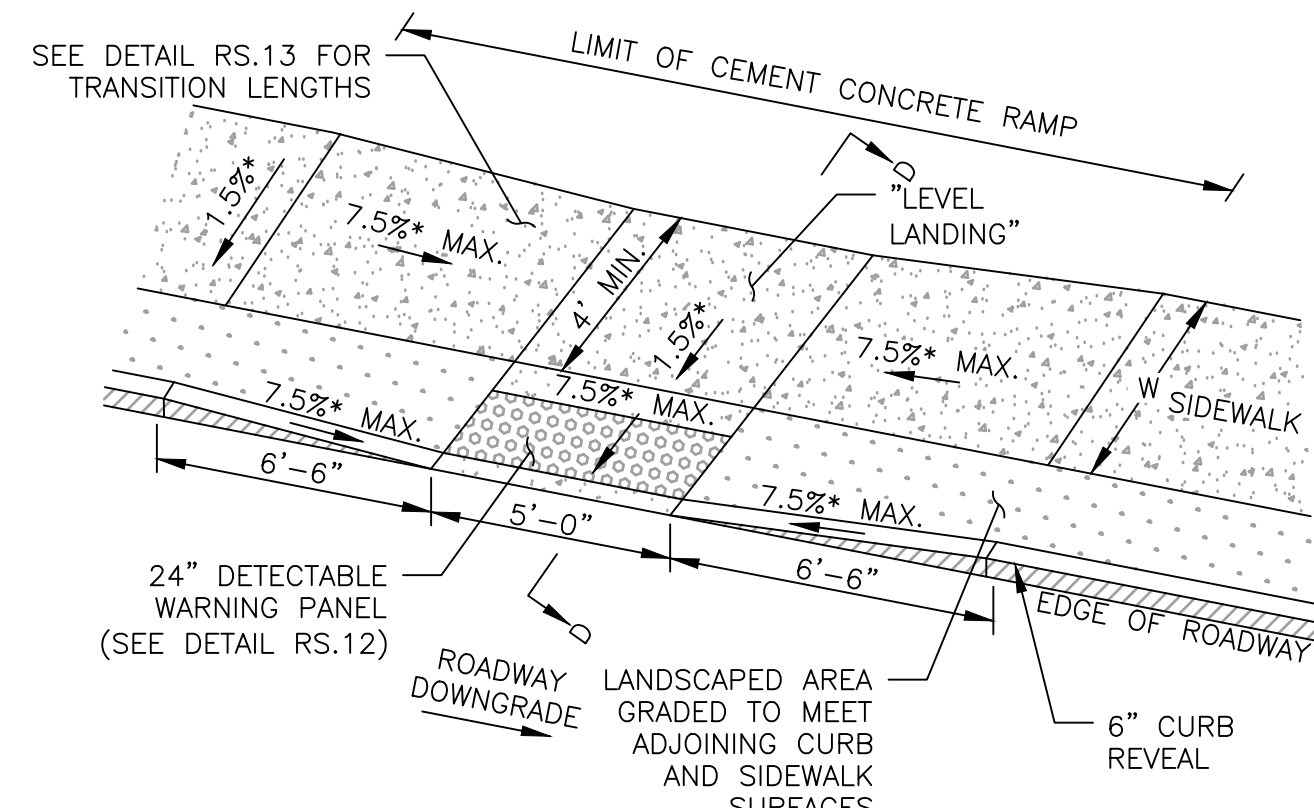 LIMIT OF CEMENT CONCRETE RAMP
SEE DETAIL RS.13 FOR
TRANSITION LENGTHS
D
"LEVEL
LANDING"
1.5%*
7.5%* MAX.
4' MIN.
1.5%*
7.5%* MAX.
W SIDEWALK
7.5%* MAX.
7.5%* MAX.
7.5%* MAX.
6'-6"
5'-0"
6'-6"
24" DETECTABLE
WARNING PANEL
(SEE DETAIL RS.12)
D
EDGE OF ROADWAY
ROADWAY
DOWNGRADE
LANDSCAPED AREA
GRADED TO MEET
ADJOINING CURB
AND SIDEWALK
SURFACES
6" CURB
REVEAL